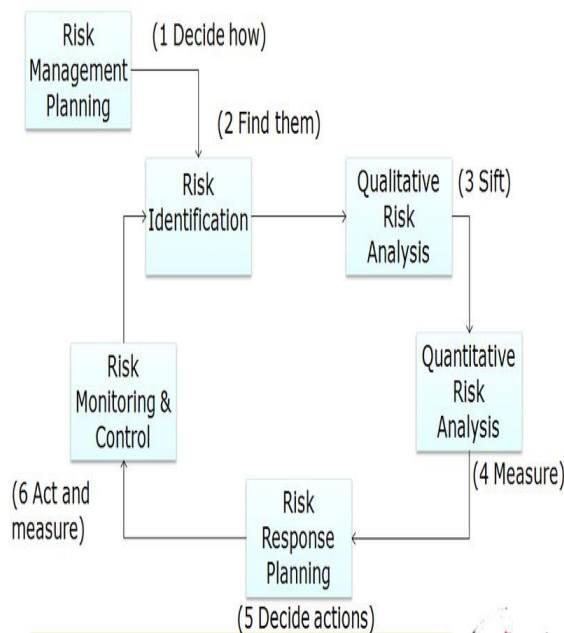 Risk
Management
Planning
(1 Decide how)
(2 Find them)
Risk
Identification
Qualitative
Risk
Analysis
(3 Sift)
Quantitative
Risk
Analysis
(4 Measure)
Risk
Response
Planning
(5 Decide actions)
(6 Act and
measure)
Risk
Monitoring &
Control